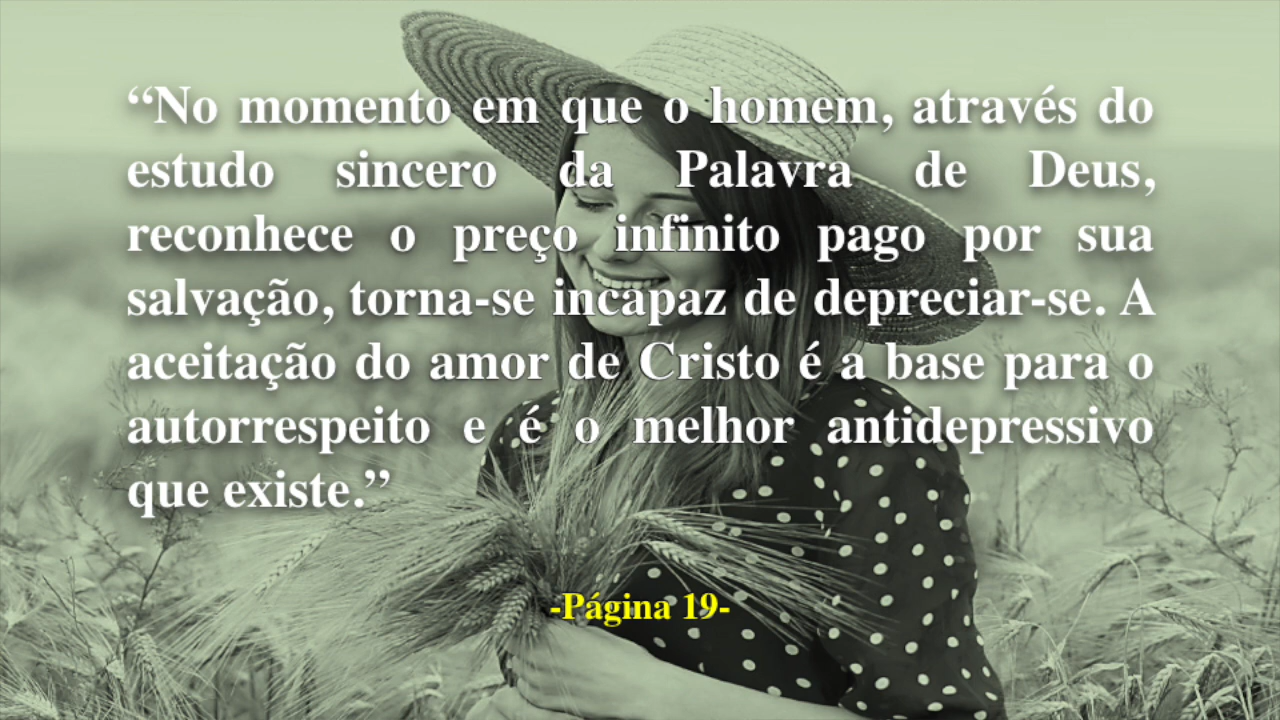 “No momento em que o homem, através do
estudo sincero da Palavra de Deus,
reconhece o preço infinito pago por sua
salvação, torna-se incapaz de depreciar-se. A
aceitação do amor de Cristo é a base para o
autorrespeito e é o melhor antidepressivo
que existe.”
-Página 19-